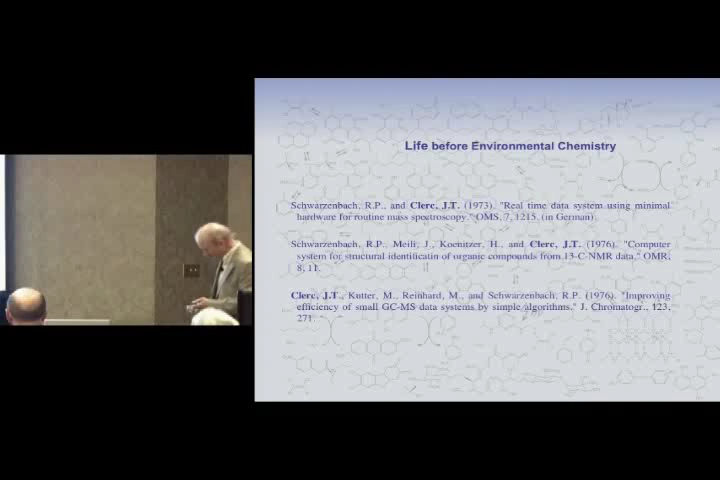 Life before Environmental Chemistry
Schwarzenbach, R.P., and Clerc, J.T. (1973). "Real time data system using minimal
hardware for routine mass spectroscopy." OMS, 7, 1215. (in German).
Schwarzenbach, R.P., Meili, J., Koenitzer, H., and Clerc, J.T. (1976). "Computer
system for structural identificatin of organic compounds from 13-C-NMR data." OMR,
8, 11.
Clerc, J.T., Kutter, M., Reinhard, M., and Schwarzenbach, R.P. (1976). "Improving
efficiency of small GC-MS data systems by simple algorithms." J. Chromatogr., 123,
271.